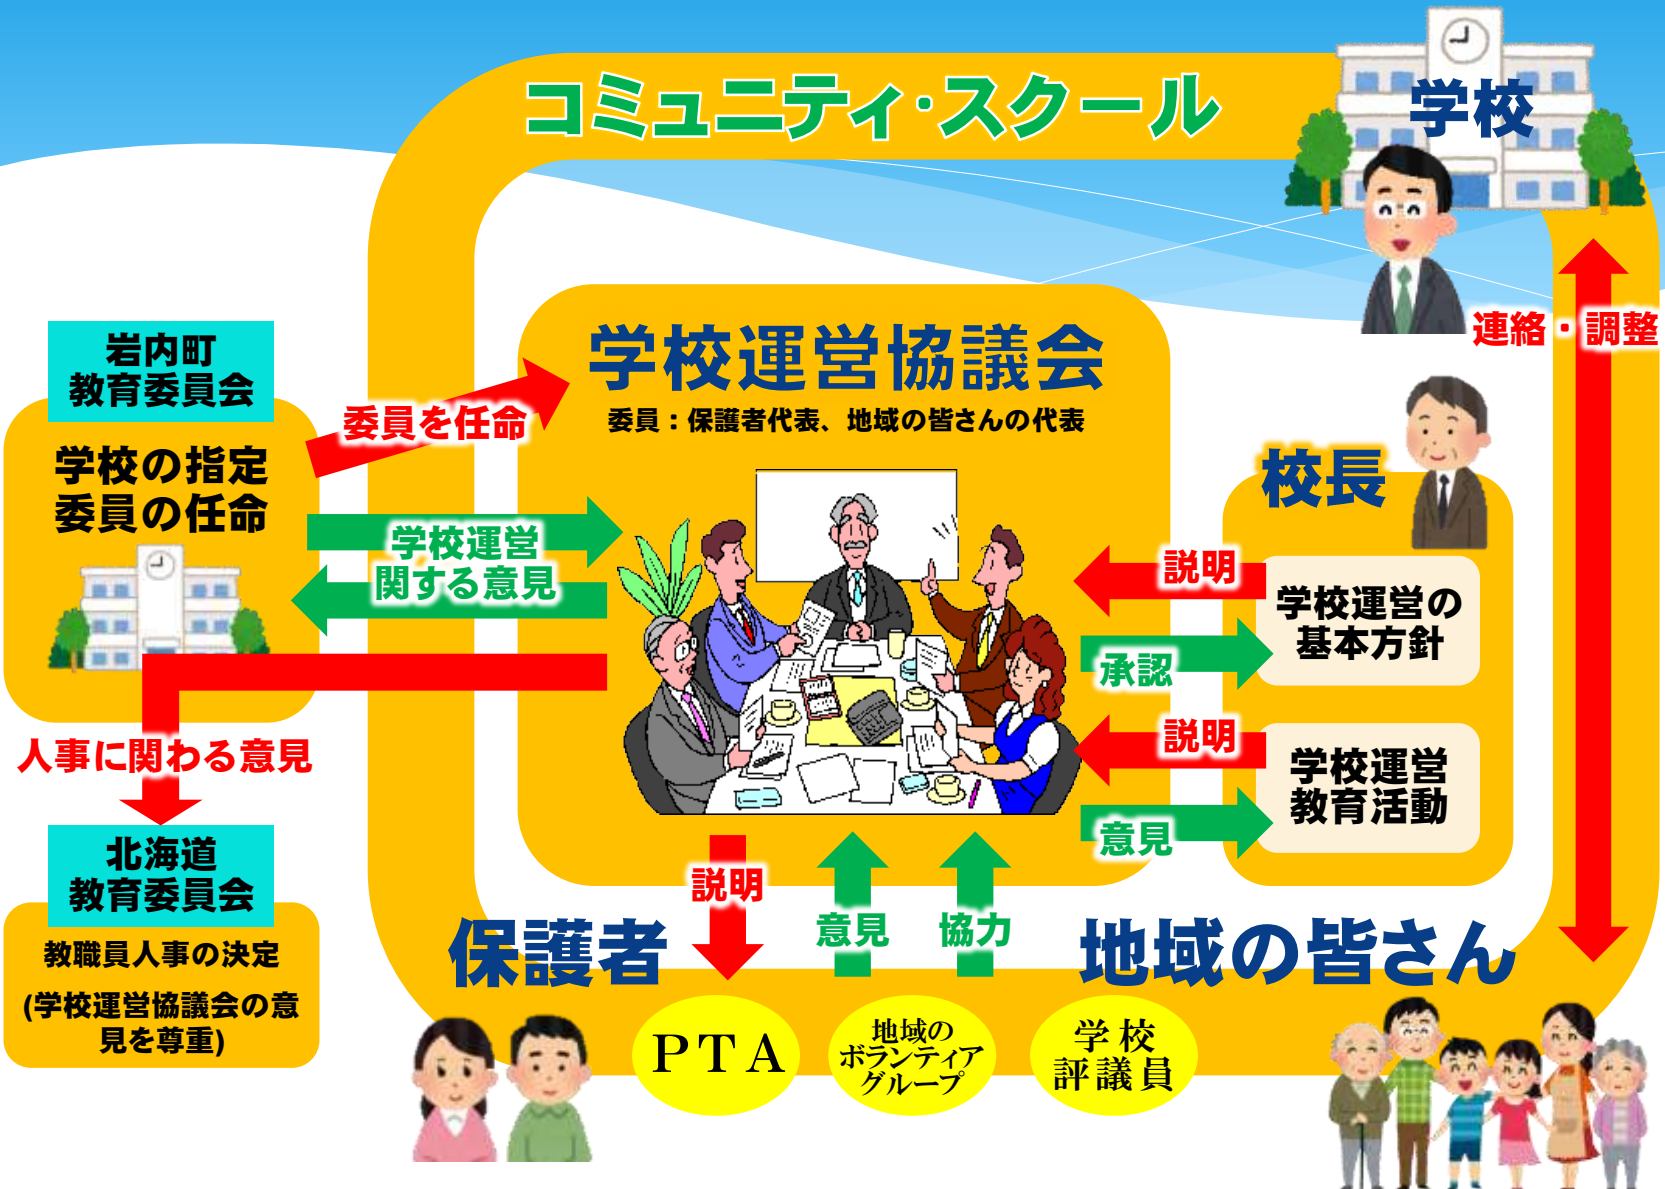 コミュニティ・スクール
学校
連絡・調整
岩内町
教育委員会
学校の指定
委員の任命
委員を任命
学校運営協議会
委員：保護者代表、地域の皆さんの代表
学校運営
関する意見
校長
説明
学校運営の
基本方針
承認
説明
学校運営
教育活動
意見
人事に関わる意見
北海道
教育委員会
教職員人事の決定
(学校運営協議会の意
見を尊重)
説明
意見
協力
保護者
地域の皆さん
ＰＴＡ
地域の
ボランティア
グループ
学校
評議員